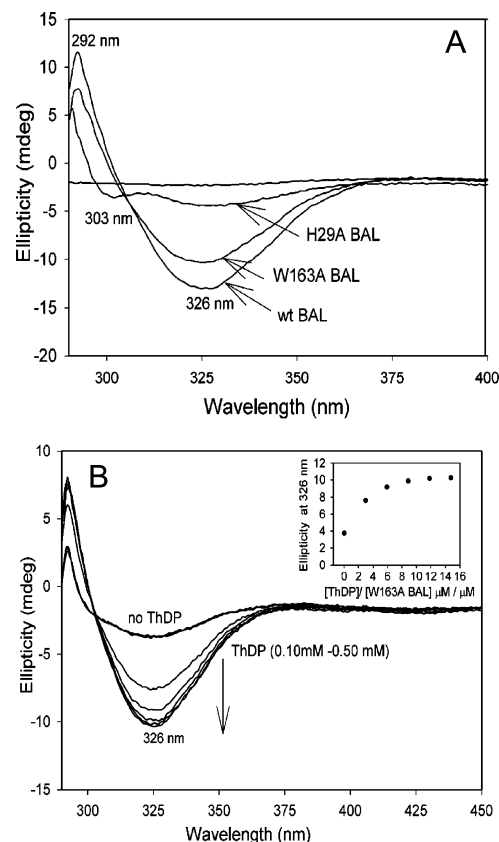 A
292 nm
303 nm
326 nm
H29A BAL
W163A BAL
wt BAL
Ellipticity (mdeg)
15
10
5
0
-5
-10
-15
-20
300
325
350
375
400
Wavelength (nm)
B
no ThDP
ThDP (0.10mM -0.50 mM)
326 nm
Ellipticity (mdeg)
10
5
0
-5
-10
-15
300
325
350
375
400
425
450
Wavelength (nm)
Ellipticity at 326 nm
12
10
8
6
4
2
0 2 4 6 8 10 12 14 16
[ThDP]/ [W163A BAL] μM / μM